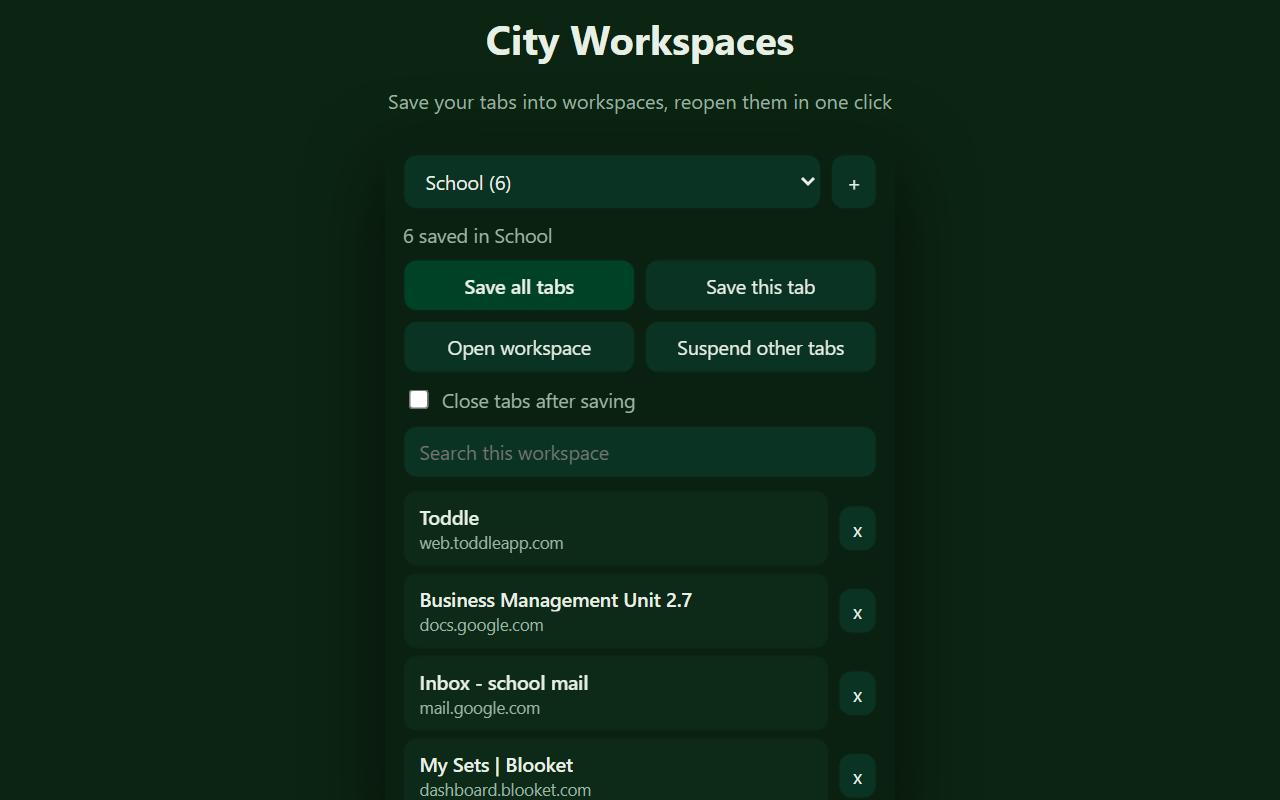 City Workspaces
Save your tabs into workspaces, reopen them in one click
School (6)
+
6 saved in School
Save all tabs
Save this tab
Open workspace
Suspend other tabs
Close tabs after saving
Search this workspace
Toddle
web.toddleapp.com
x
Business Management Unit 2.7
docs.google.com
x
Inbox - school mail
mail.google.com
x
My Sets | Blooket
dashboard.blooket.com
x